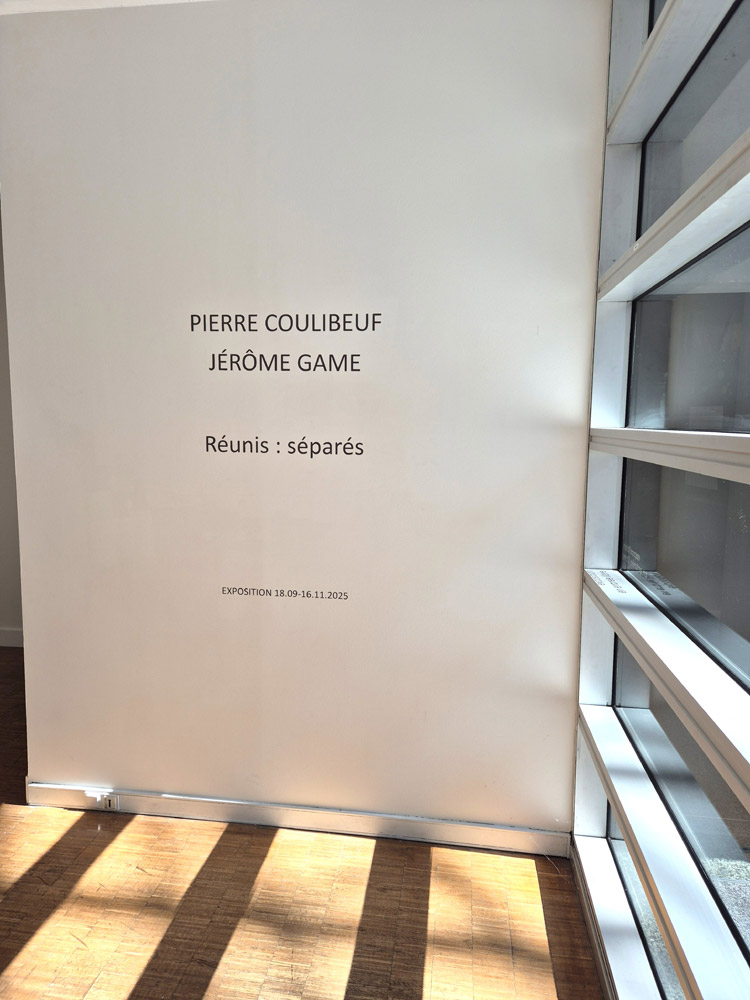 PIERRE COULIBEUF
JÉRÔME GAME
Réunis : séparés
EXPOSITION 18.09-16.11.2025